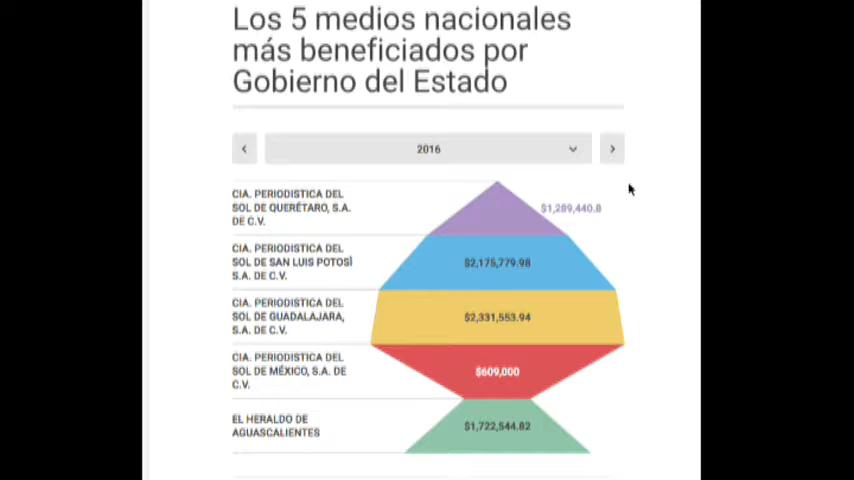 Los 5 medios nacionales
más beneficiados por
Gobierno del Estado
2016
CIA. PERIODISTICA DEL
SOL DE QUERÉTARO, S.A.
DE C.V.
$1,289,440.8
CIA. PERIODISTICA DEL
SOL DE SAN LUIS POTOSÌ
S.A. DE C.V.
$2,175,779.98
CIA. PERIODISTICA DEL
SOL DE GUADALAJARA,
S.A. DE C.V.
$2,331,553.94
CIA. PERIODISTICA DEL
SOL DE MÉXICO, S.A. DE
C.V.
$609,000
EL HERALDO DE
AGUASCALIENTES
$1,722,544.82